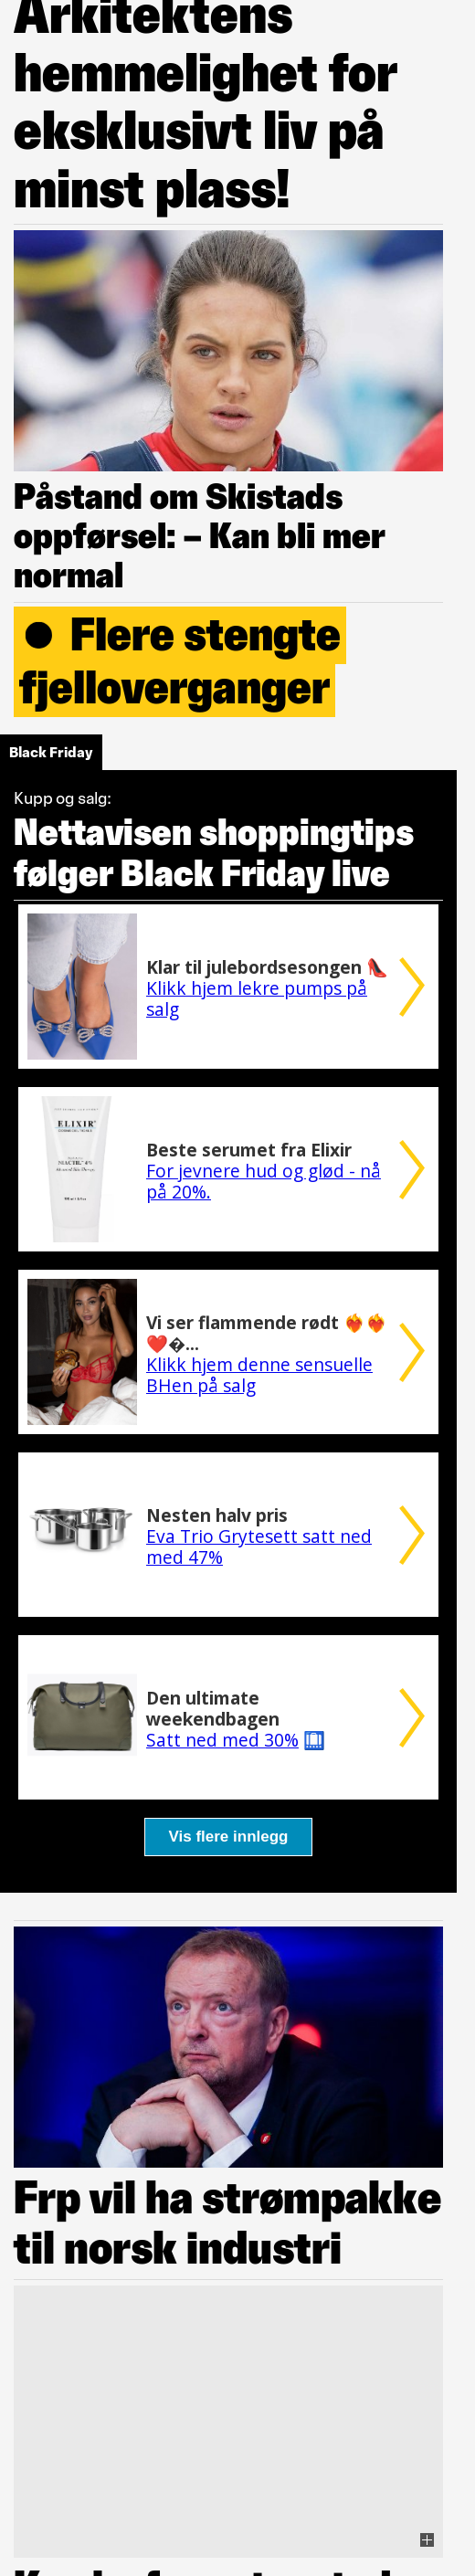 Arkitektens
hemmelighet for
eksklusivt liv på
minst plass!
Påstand om Skistads
oppførsel: – Kan bli mer
normal
● Flere stengte
fjelloverganger
Black Friday
Kupp og salg:
Nettavisen shoppingtips
følger Black Friday live
Klar til julebordsesongen 👠
Klikk hjem lekre pumps på
salg
ELIXIR
Beste serumet fra Elixir
For jevnere hud og glød - nå
på 20%.
Vi ser flammende rødt ❤️‍🔥❤️‍🔥
❤️�...
Klikk hjem denne sensuelle
BHen på salg
Nesten halv pris
Eva Trio Grytesett satt ned
med 47%
Den ultimate
weekendbagen
Satt ned med 30% 🛄
Vis flere innlegg
Frp vil ha strømpakke
til norsk industri